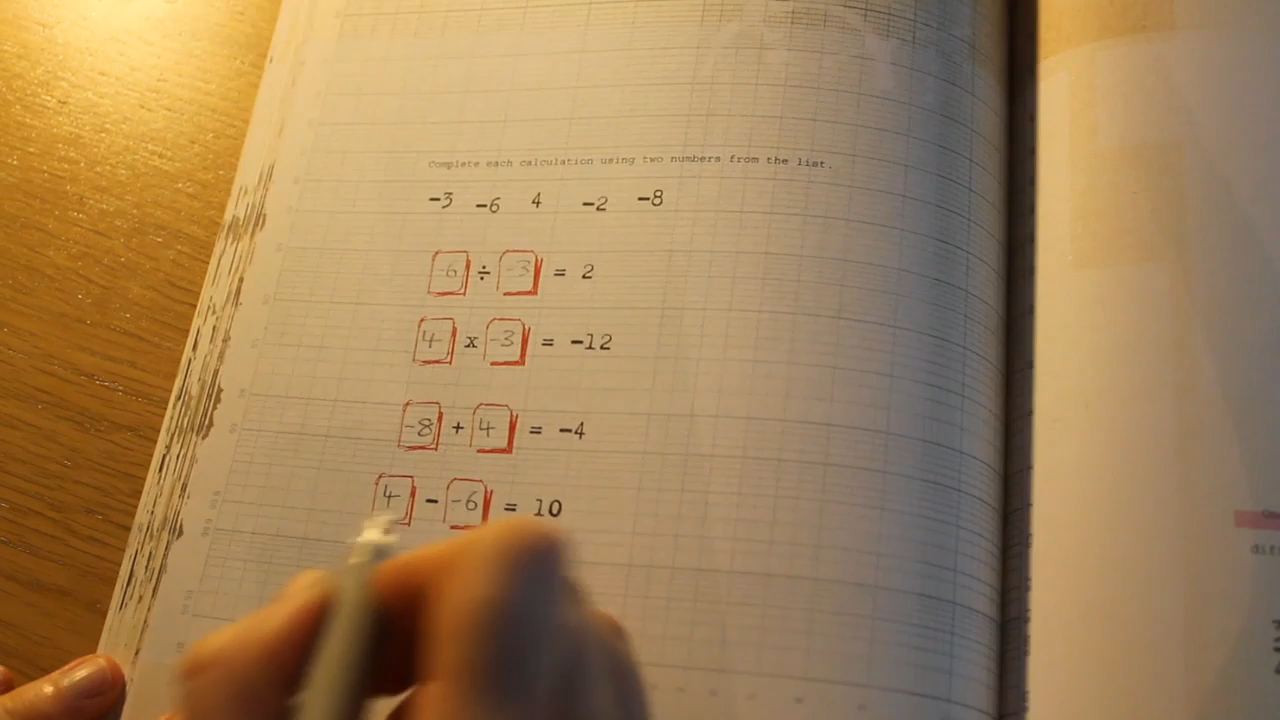 Complete each calculation using two numbers from the list.
-3 -6 4 -2 -8
-6 ÷ -3 = 2
4 x -3 = -12
-8 + 4 = -4
4 - -6 = 10